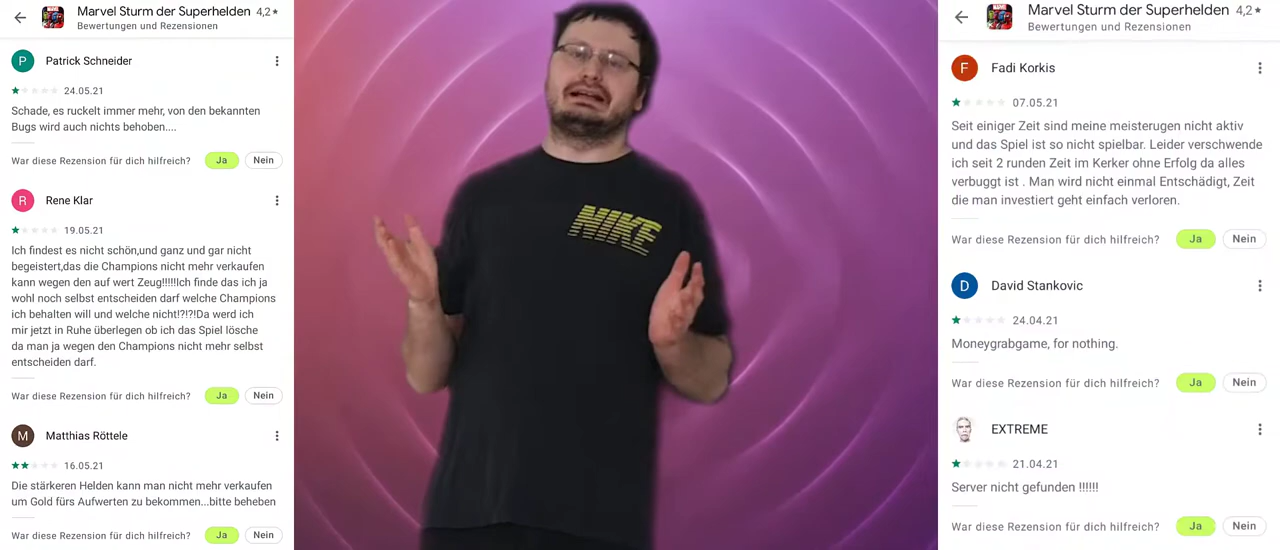 Marvel Sturm der Superhelden 4,2★
Bewertungen und Rezensionen
P Patrick Schneider
24.05.21
Schade, es ruckelt immer mehr, von den bekannten
Bugs wird auch nichts behoben....
War diese Rezension für dich hilfreich? Ja Nein
R Rene Klar
19.05.21
Ich findest es nicht schön,und ganz und gar nicht
begeistert,das die Champions nicht mehr verkaufen
kann wegen den auf wert Zeug!!!!!Ich finde das ich ja
wohl noch selbst entscheiden darf welche Champions
ich behalten will und welche nicht!?!?!Da werd ich
mir jetzt in Ruhe überlegen ob ich das Spiel lösche
da man ja wegen den Champions nicht mehr selbst
entscheiden darf.
War diese Rezension für dich hilfreich? Ja Nein
M Matthias Röttele
16.05.21
Die stärkeren Helden kann man nicht mehr verkaufen
um Gold fürs Aufwerten zu bekommen...bitte beheben
War diese Rezension für dich hilfreich? Ja Nein
NIKE
Marvel Sturm der Superhelden 4,2★
Bewertungen und Rezensionen
F Fadi Korkis
07.05.21
Seit einiger Zeit sind meine meisterugen nicht aktiv
und das Spiel ist so nicht spielbar. Leider verschwende
ich seit 2 runden Zeit im Kerker ohne Erfolg da alles
verbuggt ist . Man wird nicht einmal Entschädigt, Zeit
die man investiert geht einfach verloren.
War diese Rezension für dich hilfreich? Ja Nein
D David Stankovic
24.04.21
Moneygrabgame, for nothing.
War diese Rezension für dich hilfreich? Ja Nein
EXTREME
21.04.21
Server nicht gefunden !!!!!!
War diese Rezension für dich hilfreich? Ja Nein